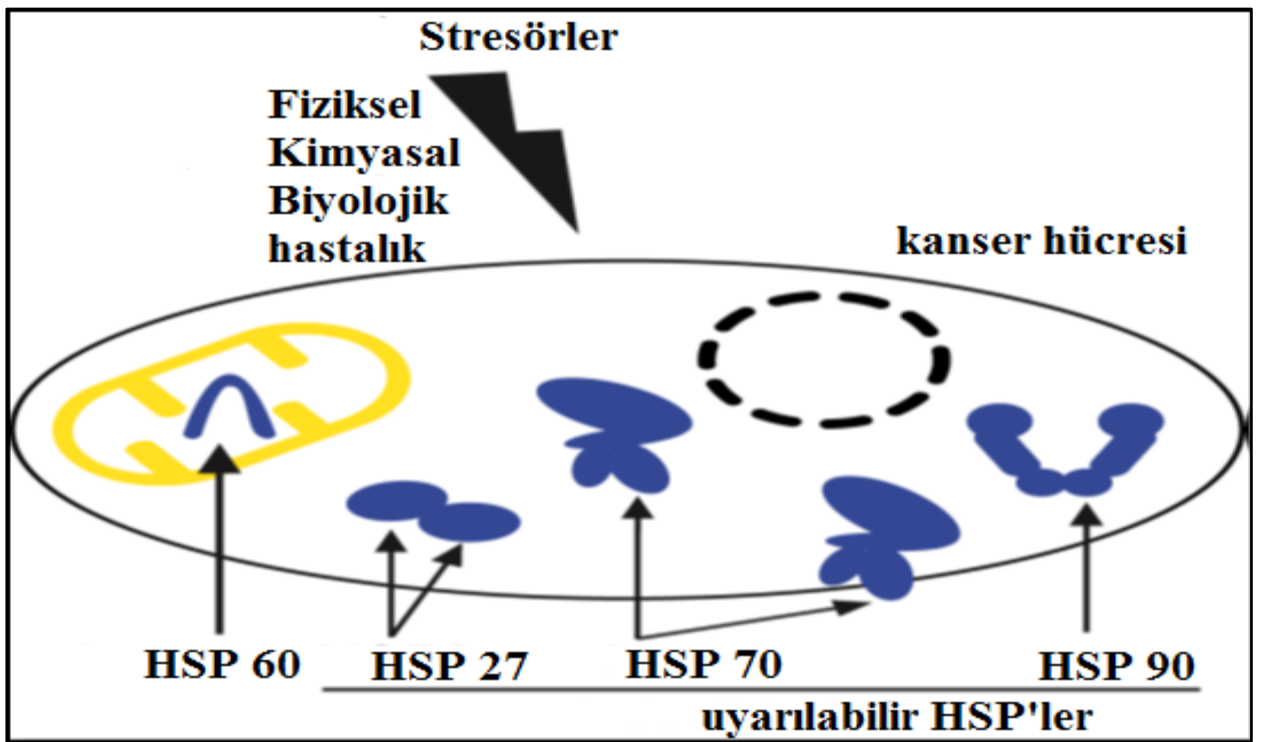 Stresörler
Fiziksel
Kimyasal
Biyolojik
hastalık
kanser hücresi
HSP 60 HSP 27 HSP 70 HSP 90
uyarılabilir HSP'ler